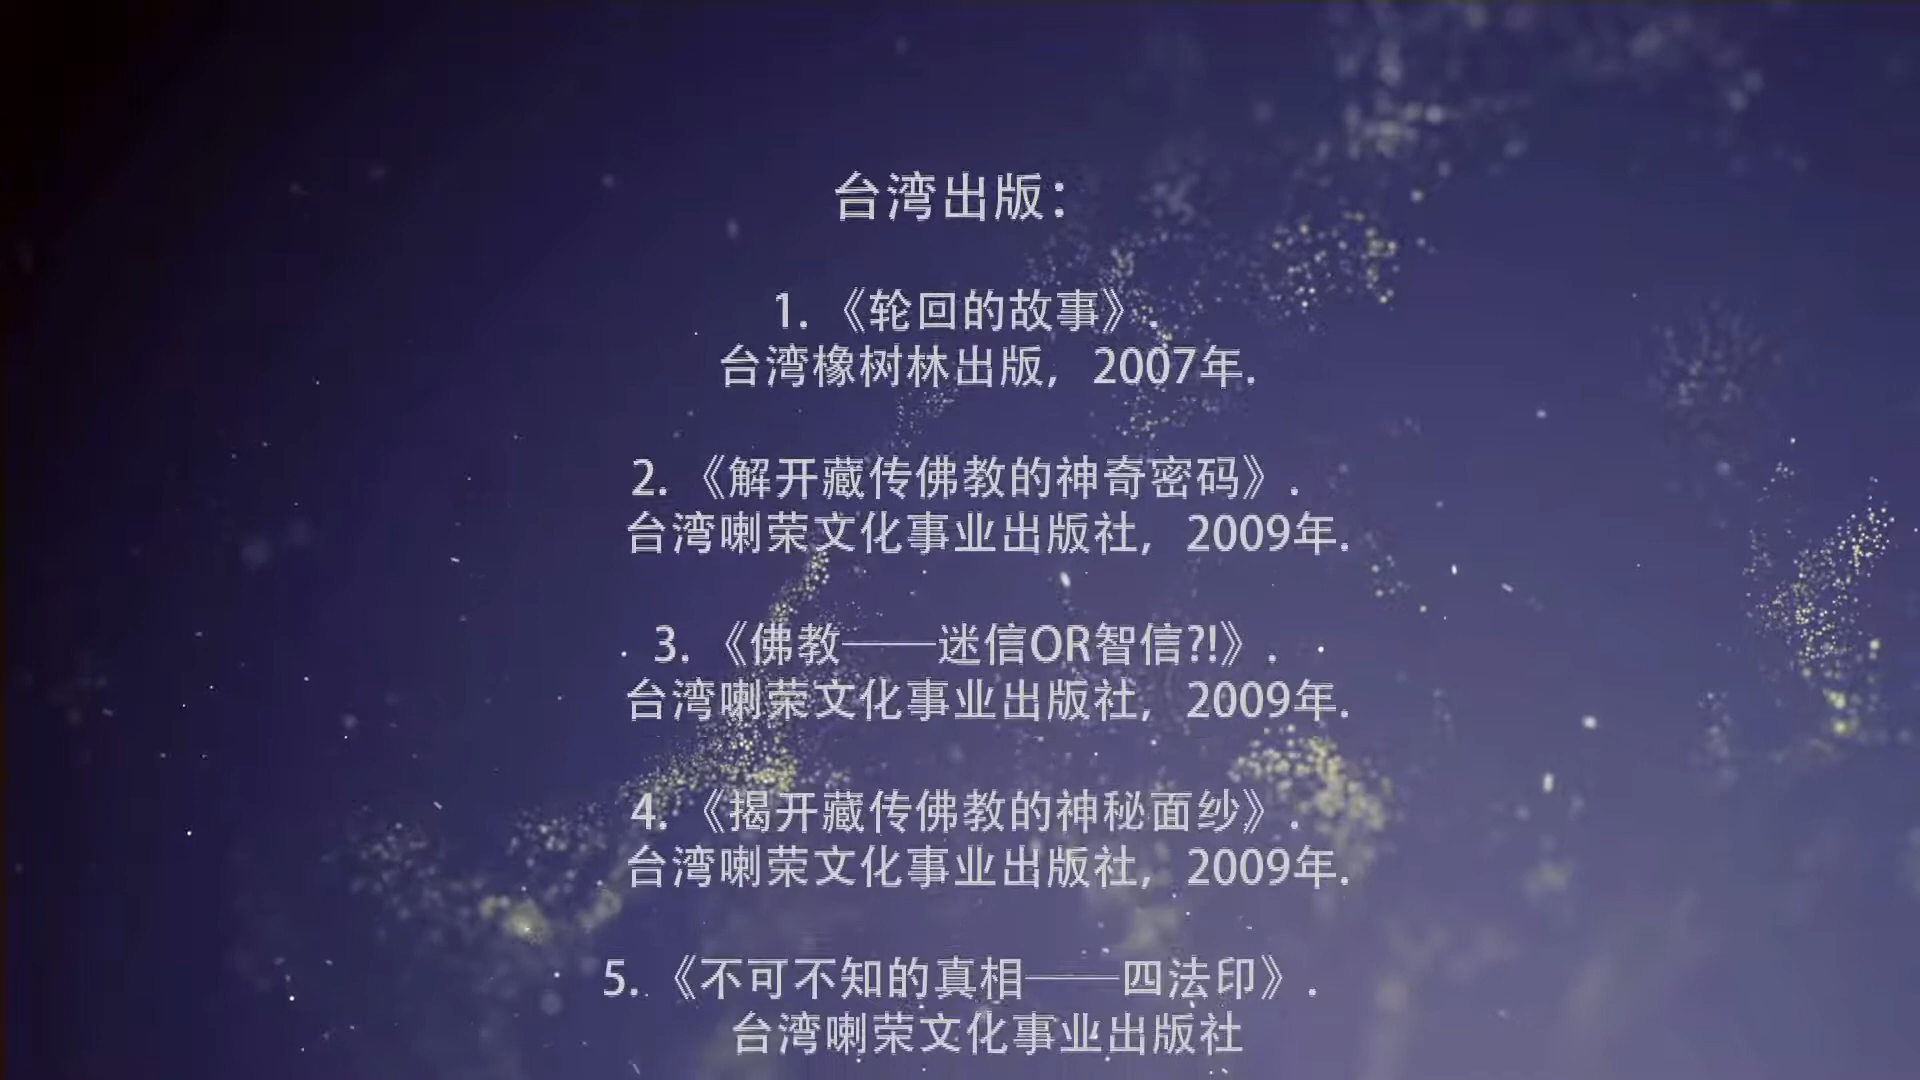 台湾出版：
1. 《轮回的故事》.
台湾橡树林出版，2007年.
2. 《解开藏传佛教的神奇密码》.
台湾喇荣文化事业出版社，2009年.
3. 《佛教——迷信OR智信?!》.
台湾喇荣文化事业出版社，2009年.
4. 《揭开藏传佛教的神秘面纱》.
台湾喇荣文化事业出版社，2009年.
5. 《不可不知的真相——四法印》.
台湾喇荣文化事业出版社